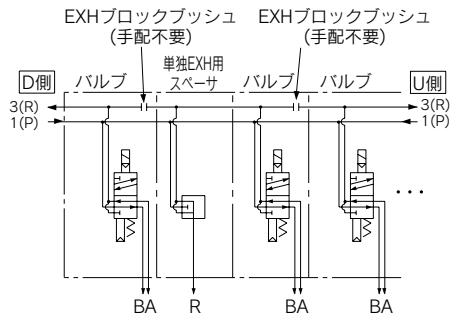 EXHブロックブッシュ
(手配不要)
EXHブロックブッシュ
(手配不要)
D側
バルブ
単独EXH用
スペーサ
バルブ
バルブ
U側
3(R)
1(P)
3(R)
1(P)
...
BA
R
BA
BA